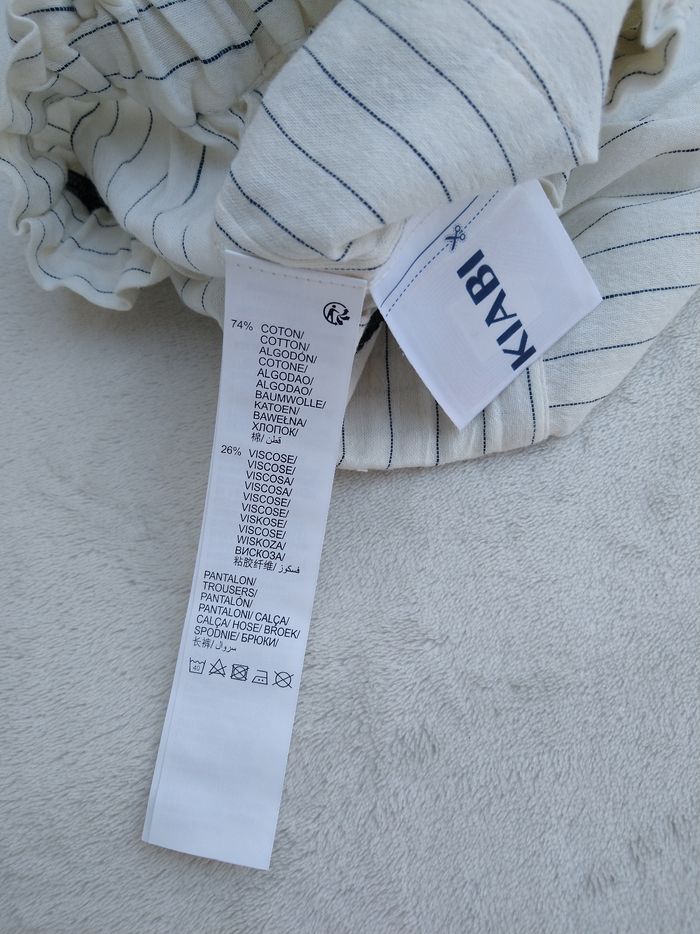 74% COTON/
COTTON/
ALGODÓN/
COTONE/
ALGODAO/
ALGODAO/
BAUMWOLLE/
KATOEN/
BAWEŁNA/
ХЛОПОК/
棉/ قطن/
26% VISCOSE/
VISCOSE/
VISCOSA/
VISCOSA/
VISCOSE/
VISCOSE/
VISKOSE/
VISCOSE/
WISKOZA/
ВИСКОЗА/
粘胶纤维/ فسكوز/
PANTALON/
TROUSERS/
PANTALÓN/
PANTALONI/ CALÇA/
CALÇA/ HOSE/ BROEK/
SPODNIE/ БРЮКИ/
长裤/ سروال/
40
KIABI